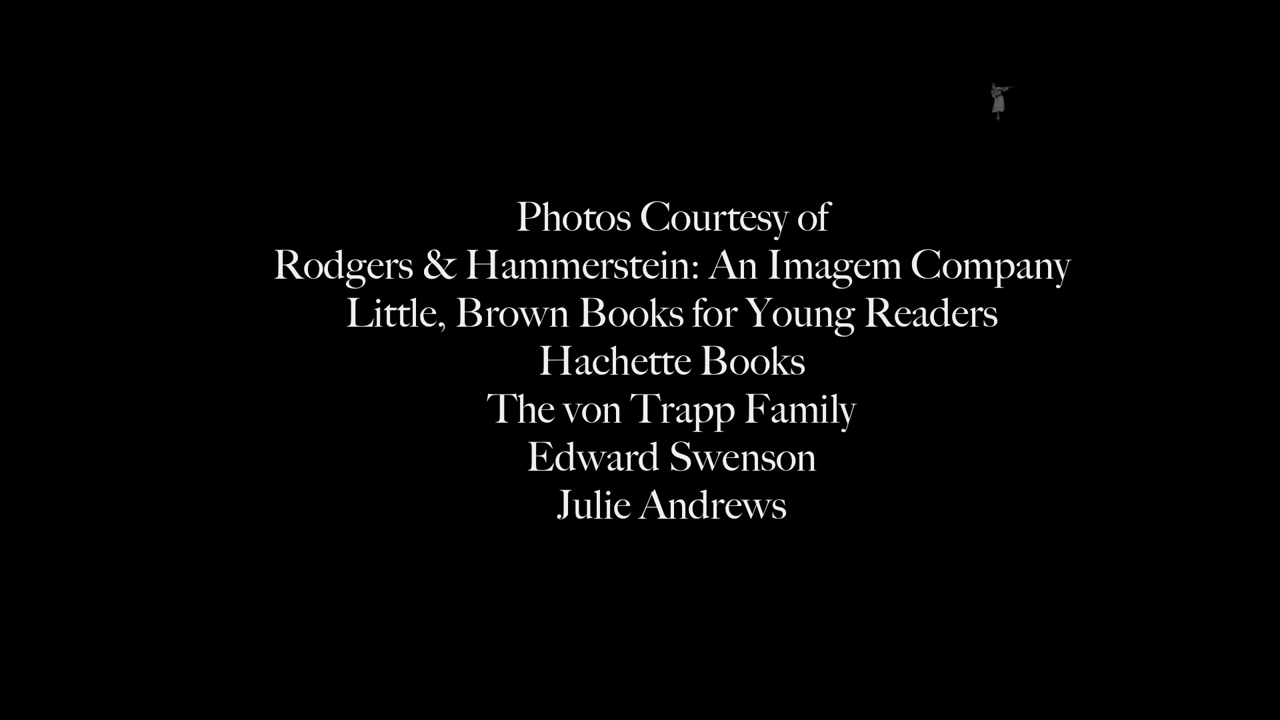 Photos Courtesy of
Rodgers & Hammerstein: An Imagem Company
Little, Brown Books for Young Readers
Hachette Books
The von Trapp Family
Edward Swenson
Julie Andrews